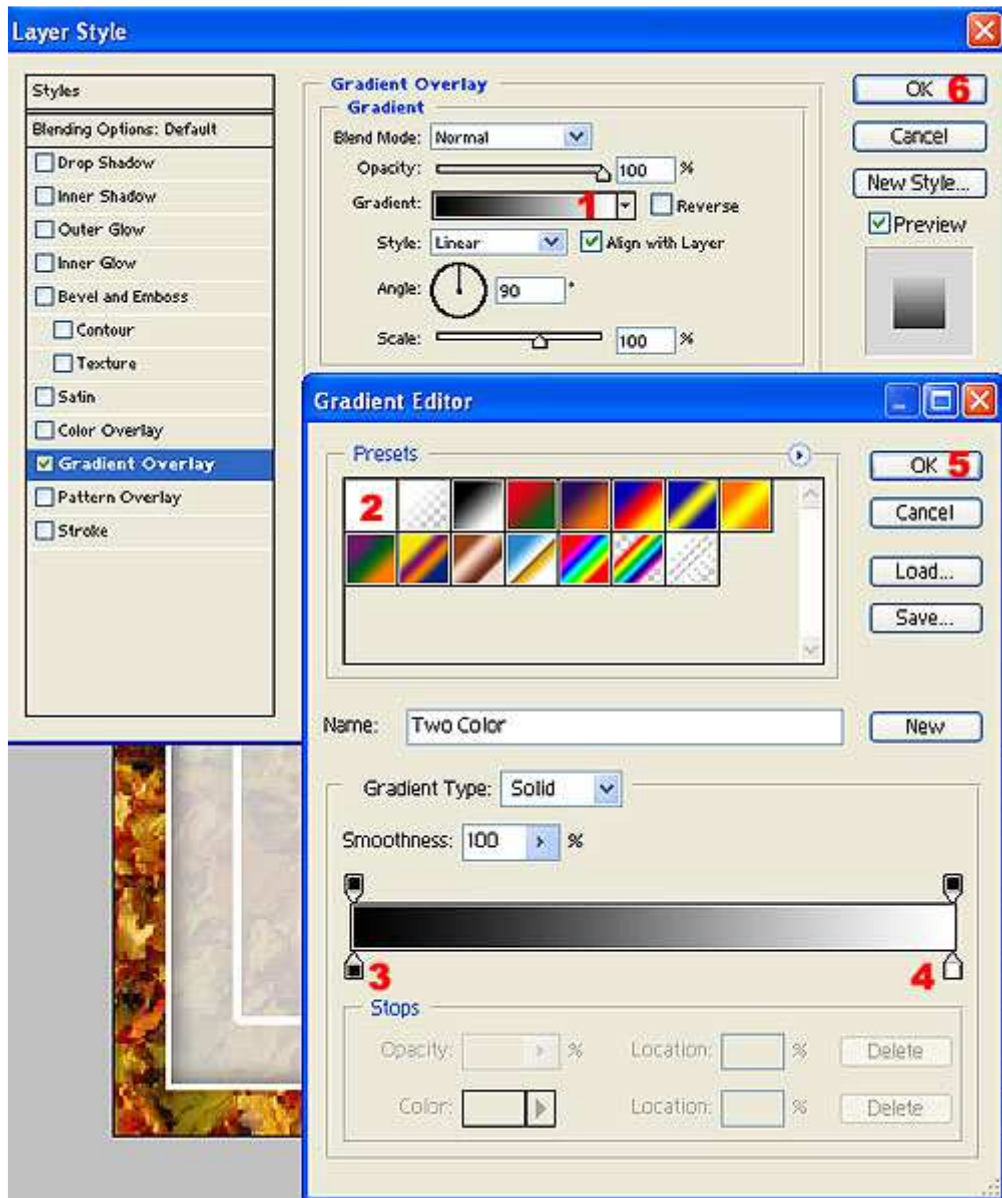 Layer Style
Styles
Blending Options: Default
Drop Shadow
Inner Shadow
Outer Glow
Inner Glow
Bevel and Emboss
Contour
Texture
Satin
Color Overlay
Gradient Overlay
Pattern Overlay
Stroke
Gradient Overlay
Gradient
Blend Mode: Normal
Opacity: 100 %
Gradient: 1 Reverse
Style: Linear Align with Layer
Angle: 90 °
Scale: 100 %
OK 6
Cancel
New Style...
Preview
Gradient Editor
Presets
2
OK 5
Cancel
Load...
Save...
Name: Two Color
New
Gradient Type: Solid
Smoothness: 100 %
3 4
Stops
Opacity: % Location: % Delete
Color: Location: % Delete